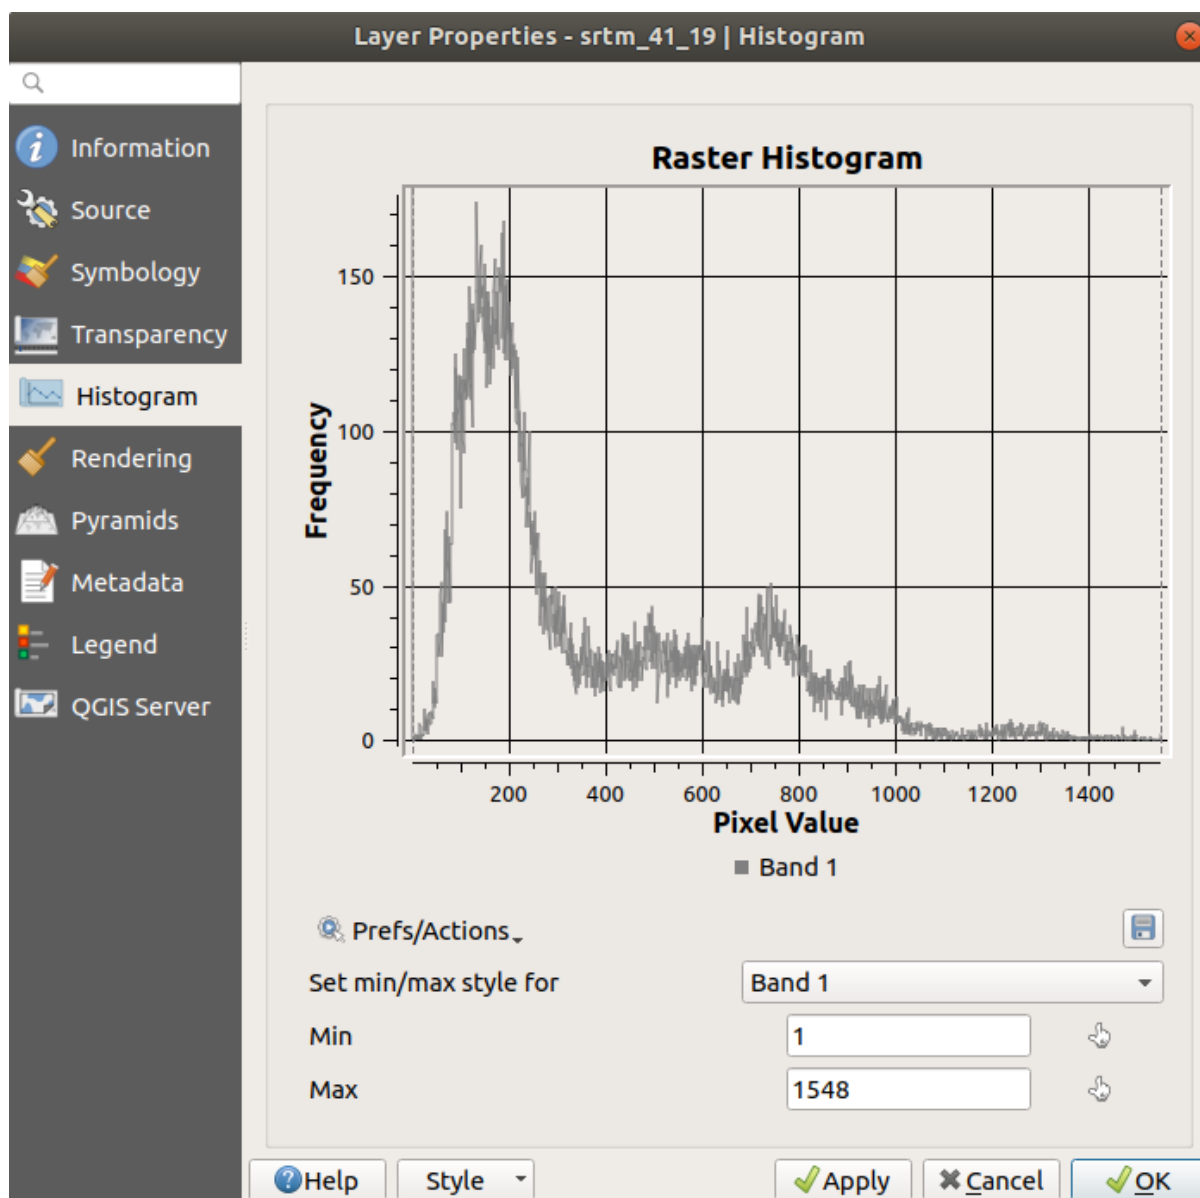 Layer Properties - srtm_41_19 | Histogram
Information
Source
Symbology
Transparency
Histogram
Rendering
Pyramids
Metadata
Legend
QGIS Server
Raster Histogram
Frequency
150
100
50
0
200 400 600 800 1000 1200 1400
Pixel Value
Band 1
Prefs/Actions
Set min/max style for Band 1
Min 1
Max 1548
Help Style Apply Cancel OK